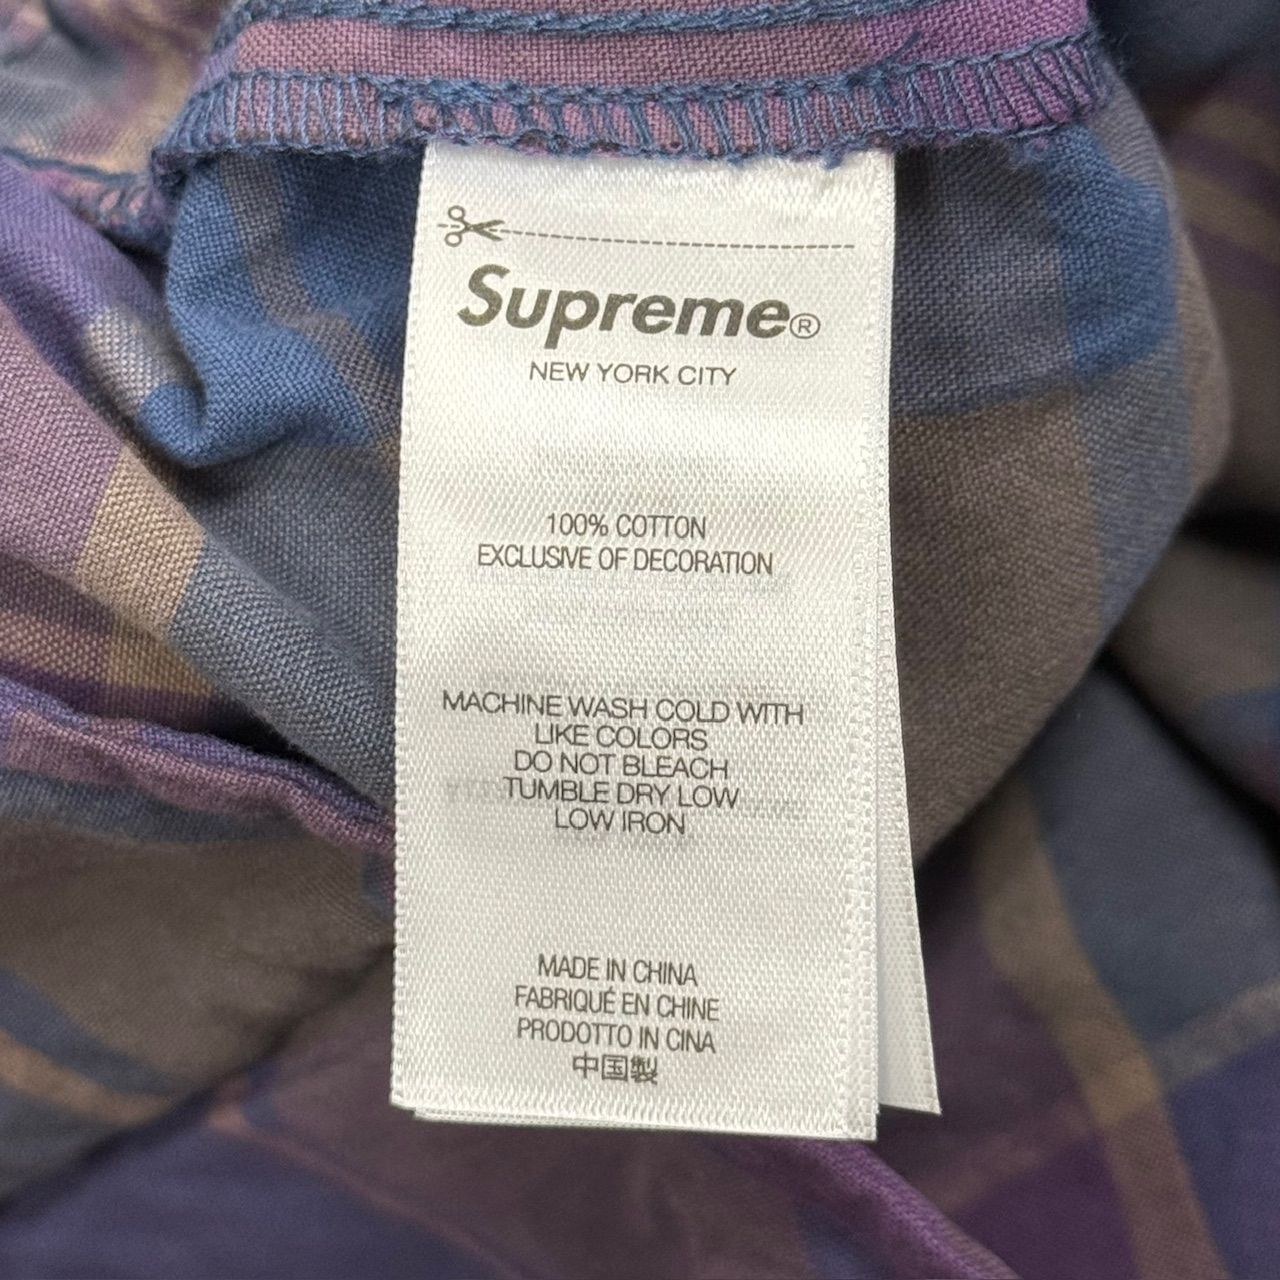 Supreme®
NEW YORK CITY
100% COTTON
EXCLUSIVE OF DECORATION
MACHINE WASH COLD WITH
LIKE COLORS
DO NOT BLEACH
TUMBLE DRY LOW
LOW IRON
MADE IN CHINA
FABRIQUÉ EN CHINE
PRODOTTO IN CINA
中国製